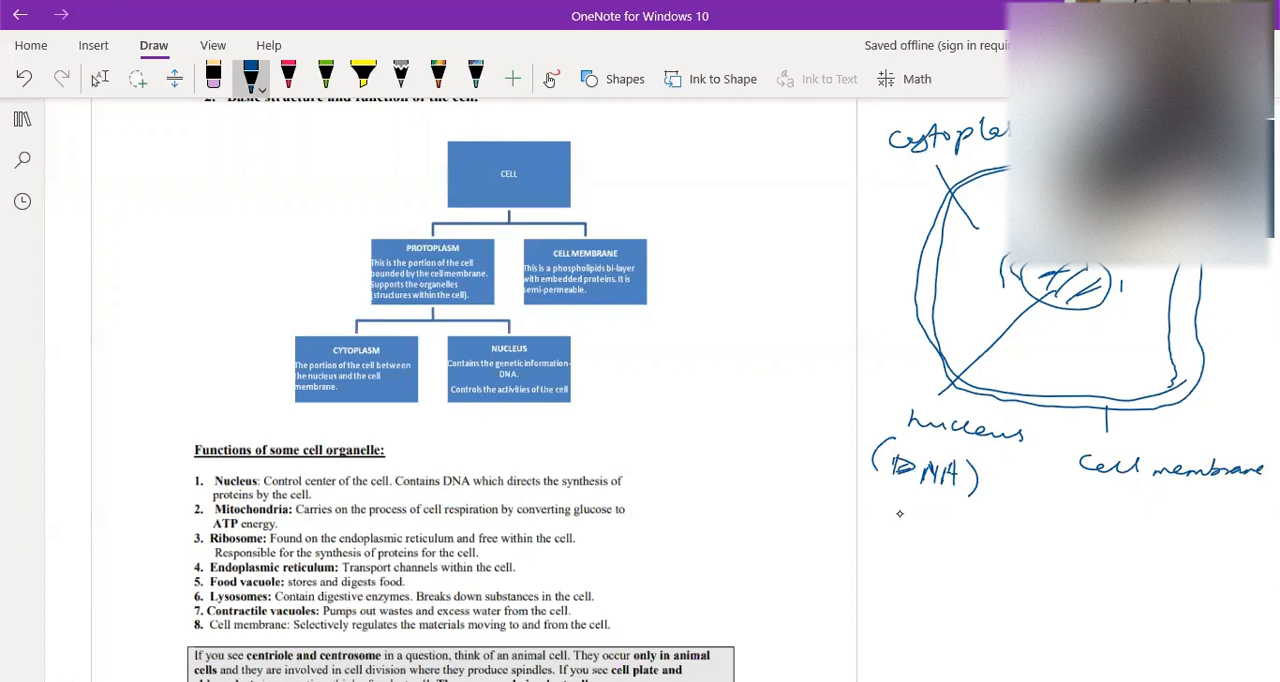 OneNote for Windows 10
Home Insert Draw View Help
Saved offline (sign in requi
Shapes Ink to Shape Ink to Text Math
2. Basic structure and function of the cell.
CELL
PROTOPLASM
This is the portion of the cell
bounded by the cell membrane.
Supports the organelles
(structures within the cell).
CELL MEMBRANE
This is a phospholipids bi-layer
with embedded proteins. It is
semi-permeable.
CYTOPLASM
The portion of the cell between
the nucleus and the cell
membrane.
NUCLEUS
Contains the genetic information-
DNA.
Controls the activities of the cell
Functions of some cell organelle:
1. Nucleus: Control center of the cell. Contains DNA which directs the synthesis of
proteins by the cell.
2. Mitochondria: Carries on the process of cell respiration by converting glucose to
ATP energy.
3. Ribosome: Found on the endoplasmic reticulum and free within the cell.
Responsible for the synthesis of proteins for the cell.
4. Endoplasmic reticulum: Transport channels within the cell.
5. Food vacuole: stores and digests food.
6. Lysosomes: Contain digestive enzymes. Breaks down substances in the cell.
7. Contractile vacuoles: Pumps out wastes and excess water from the cell.
8. Cell membrane: Selectively regulates the materials moving to and from the cell.
If you see centriole and centrosome in a question, think of an animal cell. They occur only in animal
cells and they are involved in cell division where they produce spindles. If you see cell plate and
cytopla
nucleus
(DNA)
cell membrane